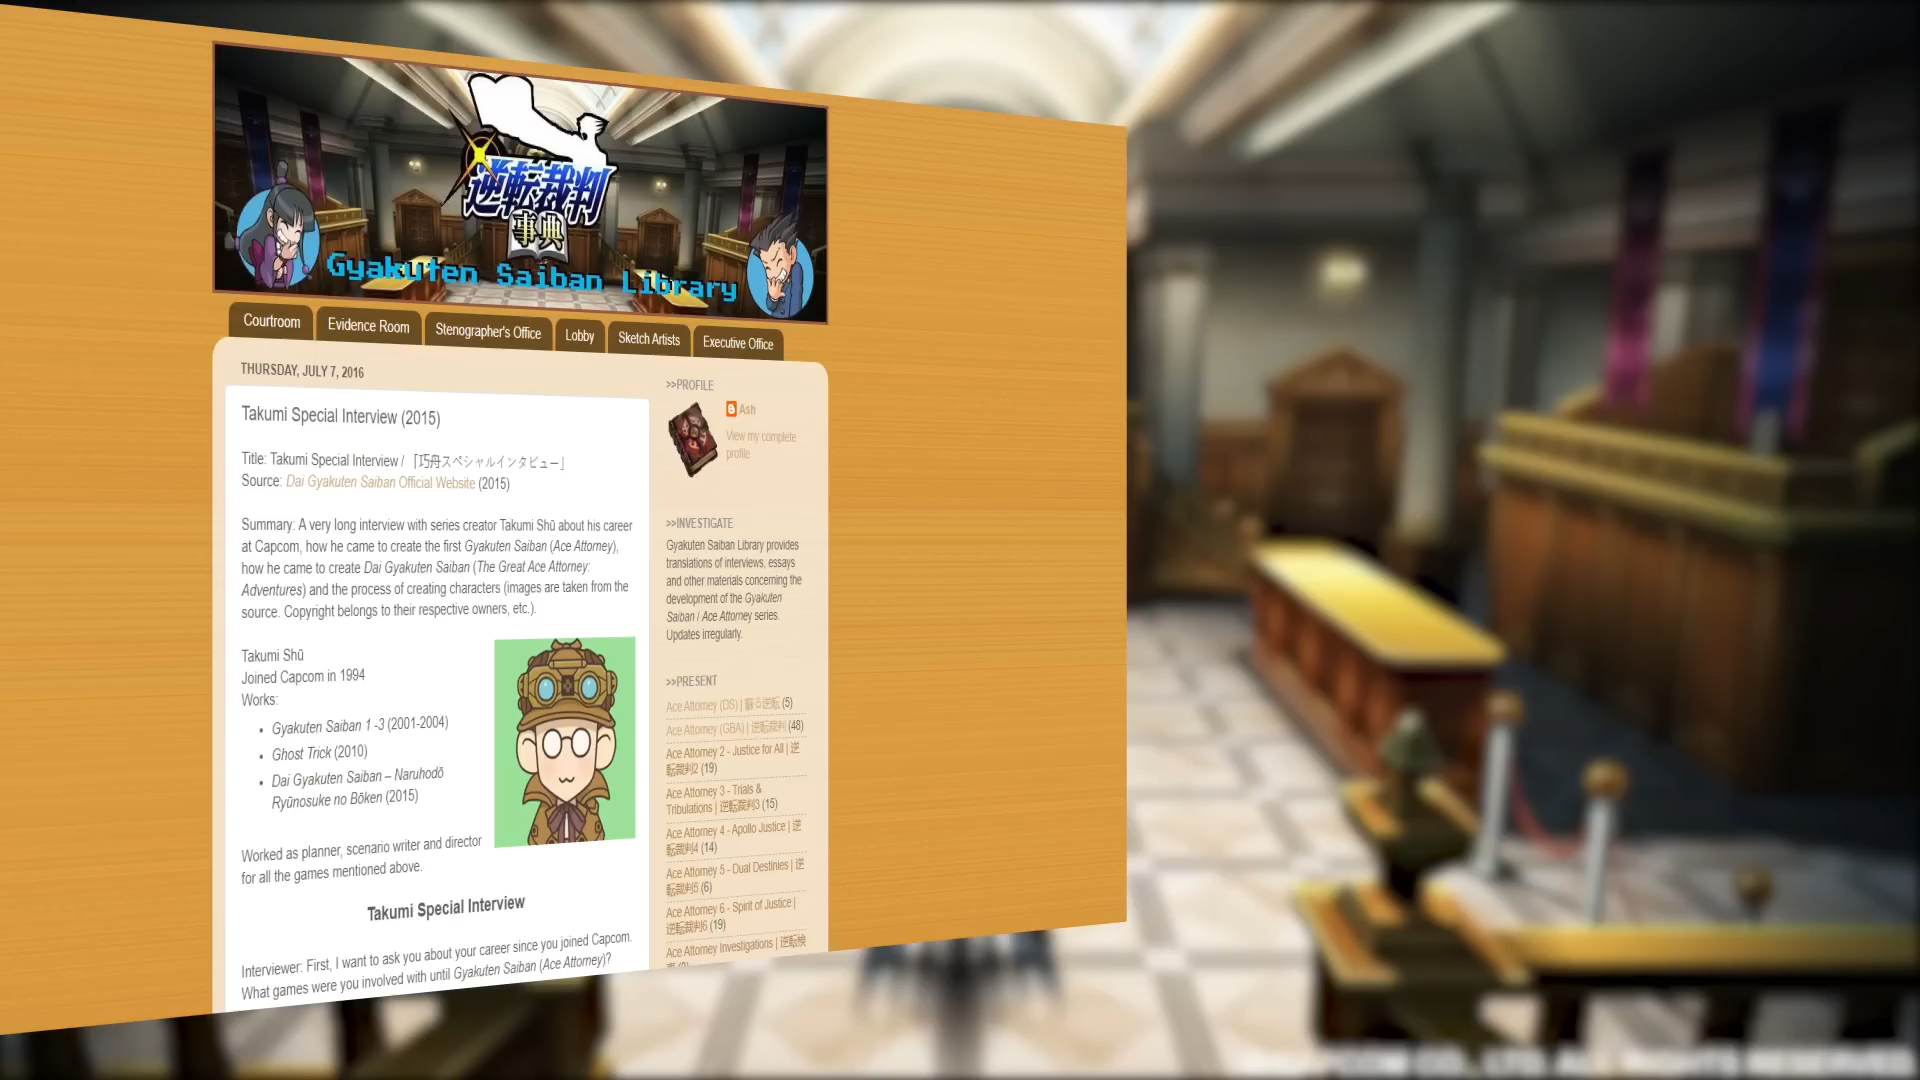 逆転裁判
事典
Gyakuten Saiban Library
Courtroom
Evidence Room
Stenographer's Office
Lobby
Sketch Artists
Executive Office
THURSDAY, JULY 7, 2016
Takumi Special Interview (2015)
Title: Takumi Special Interview / 「巧舟スペシャルインタビュー」
Source: Dai Gyakuten Saiban Official Website (2015)
Summary: A very long interview with series creator Takumi Shū about his career
at Capcom, how he came to create the first Gyakuten Saiban (Ace Attorney),
how he came to create Dai Gyakuten Saiban (The Great Ace Attorney:
Adventures) and the process of creating characters (images are taken from the
source. Copyright belongs to their respective owners, etc.).
Takumi Shū
Joined Capcom in 1994
Works:
• Gyakuten Saiban 1 -3 (2001-2004)
• Ghost Trick (2010)
• Dai Gyakuten Saiban – Naruhodō
Ryūnosuke no Bōken (2015)
Worked as planner, scenario writer and director
for all the games mentioned above.
Takumi Special Interview
Interviewer: First, I want to ask you about your career since you joined Capcom.
What games were you involved with until Gyakuten Saiban (Ace Attorney)?
>>PROFILE
Ash
View my complete
profile
>>INVESTIGATE
Gyakuten Saiban Library provides
translations of interviews, essays
and other materials concerning the
development of the Gyakuten
Saiban / Ace Attorney series.
Updates irregularly.
>>PRESENT
Ace Attorney (DS) | 蘇る逆転 (5)
Ace Attorney (GBA) | 逆転裁判 (48)
Ace Attorney 2 - Justice for All | 逆
転裁判2 (19)
Ace Attorney 3 - Trials &
Tribulations | 逆転裁判3 (15)
Ace Attorney 4 - Apollo Justice | 逆
転裁判4 (14)
Ace Attorney 5 - Dual Destinies | 逆
転裁判5 (6)
Ace Attorney 6 - Spirit of Justice |
逆転裁判6 (19)
Ace Attorney Investigations | 逆転検
CAPCOM CO., LTD. ALL RIGHTS RESERVED.